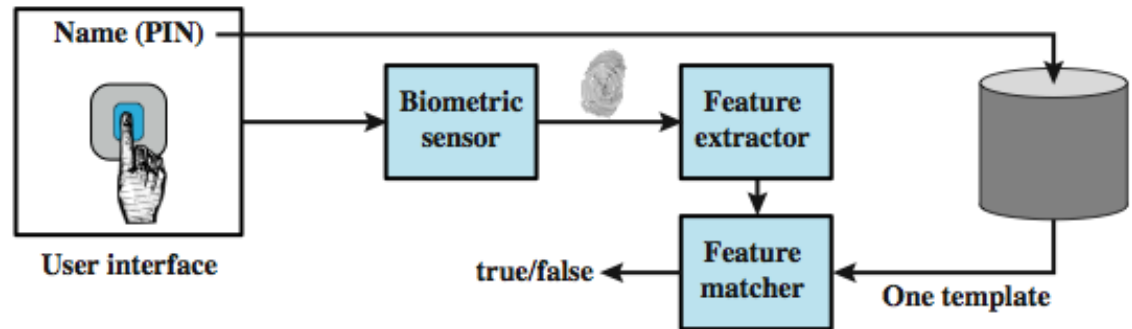 Name (PIN)
Biometric
sensor
Feature
extractor
User interface
true/false
Feature
matcher
One template